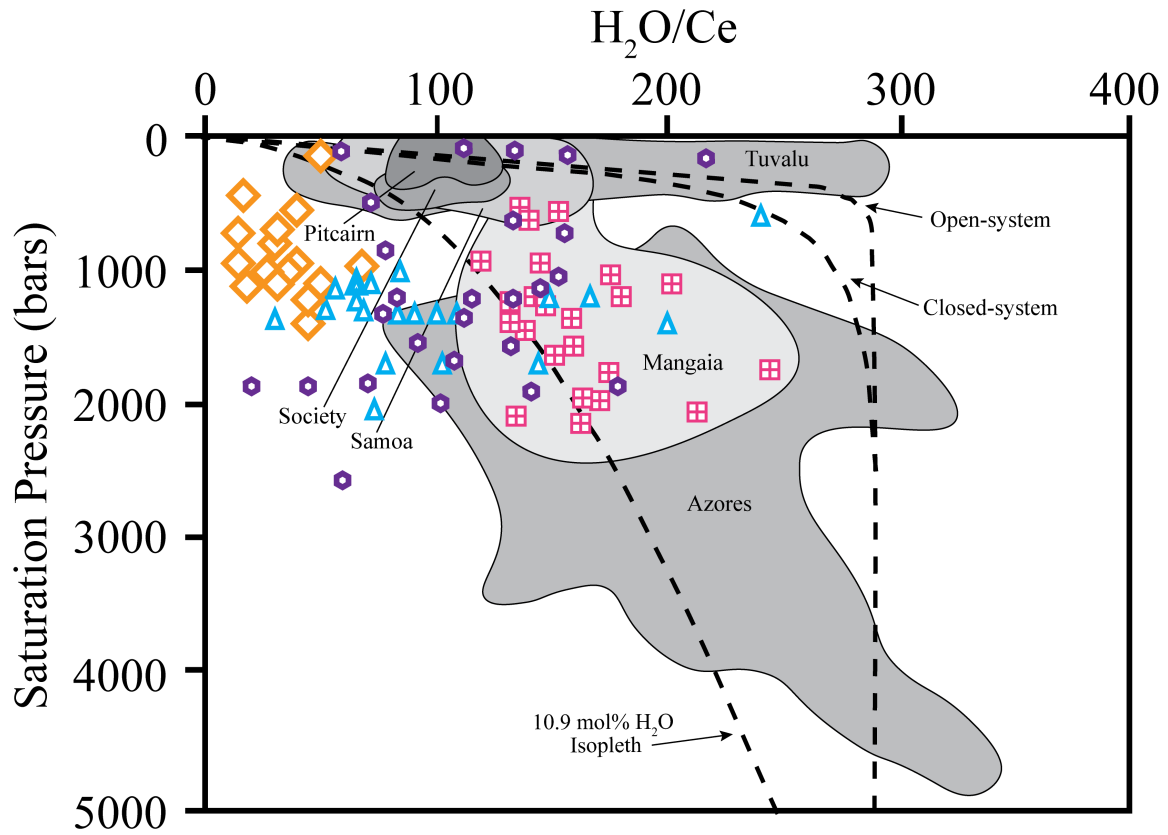 H₂O/Ce
0 100 200 300 400
0
Tuvalu
Pitcairn
Open-system
1000
Closed-system
Mangaia
2000
Society
Samoa
Azores
3000
4000
10.9 mol% H₂O
Isopleth
5000
Saturation Pressure (bars)